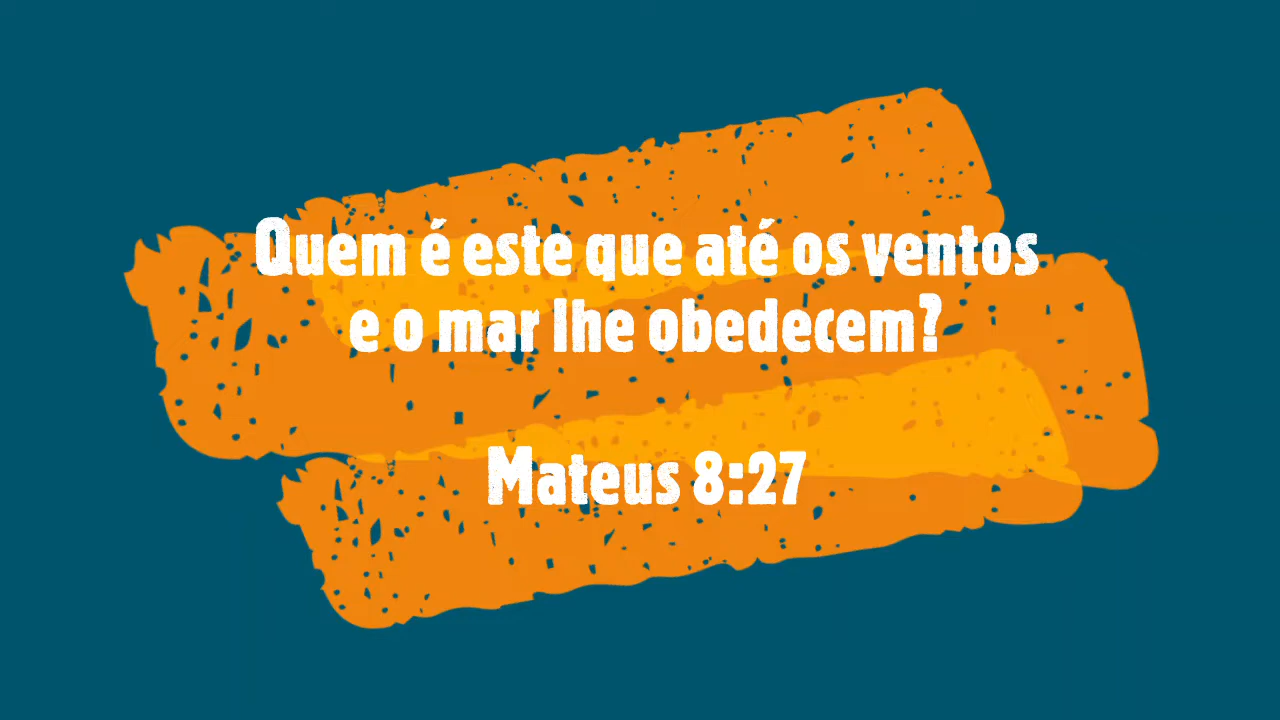 Quem é este que até os ventos
e o mar lhe obedecem?
Mateus 8:27